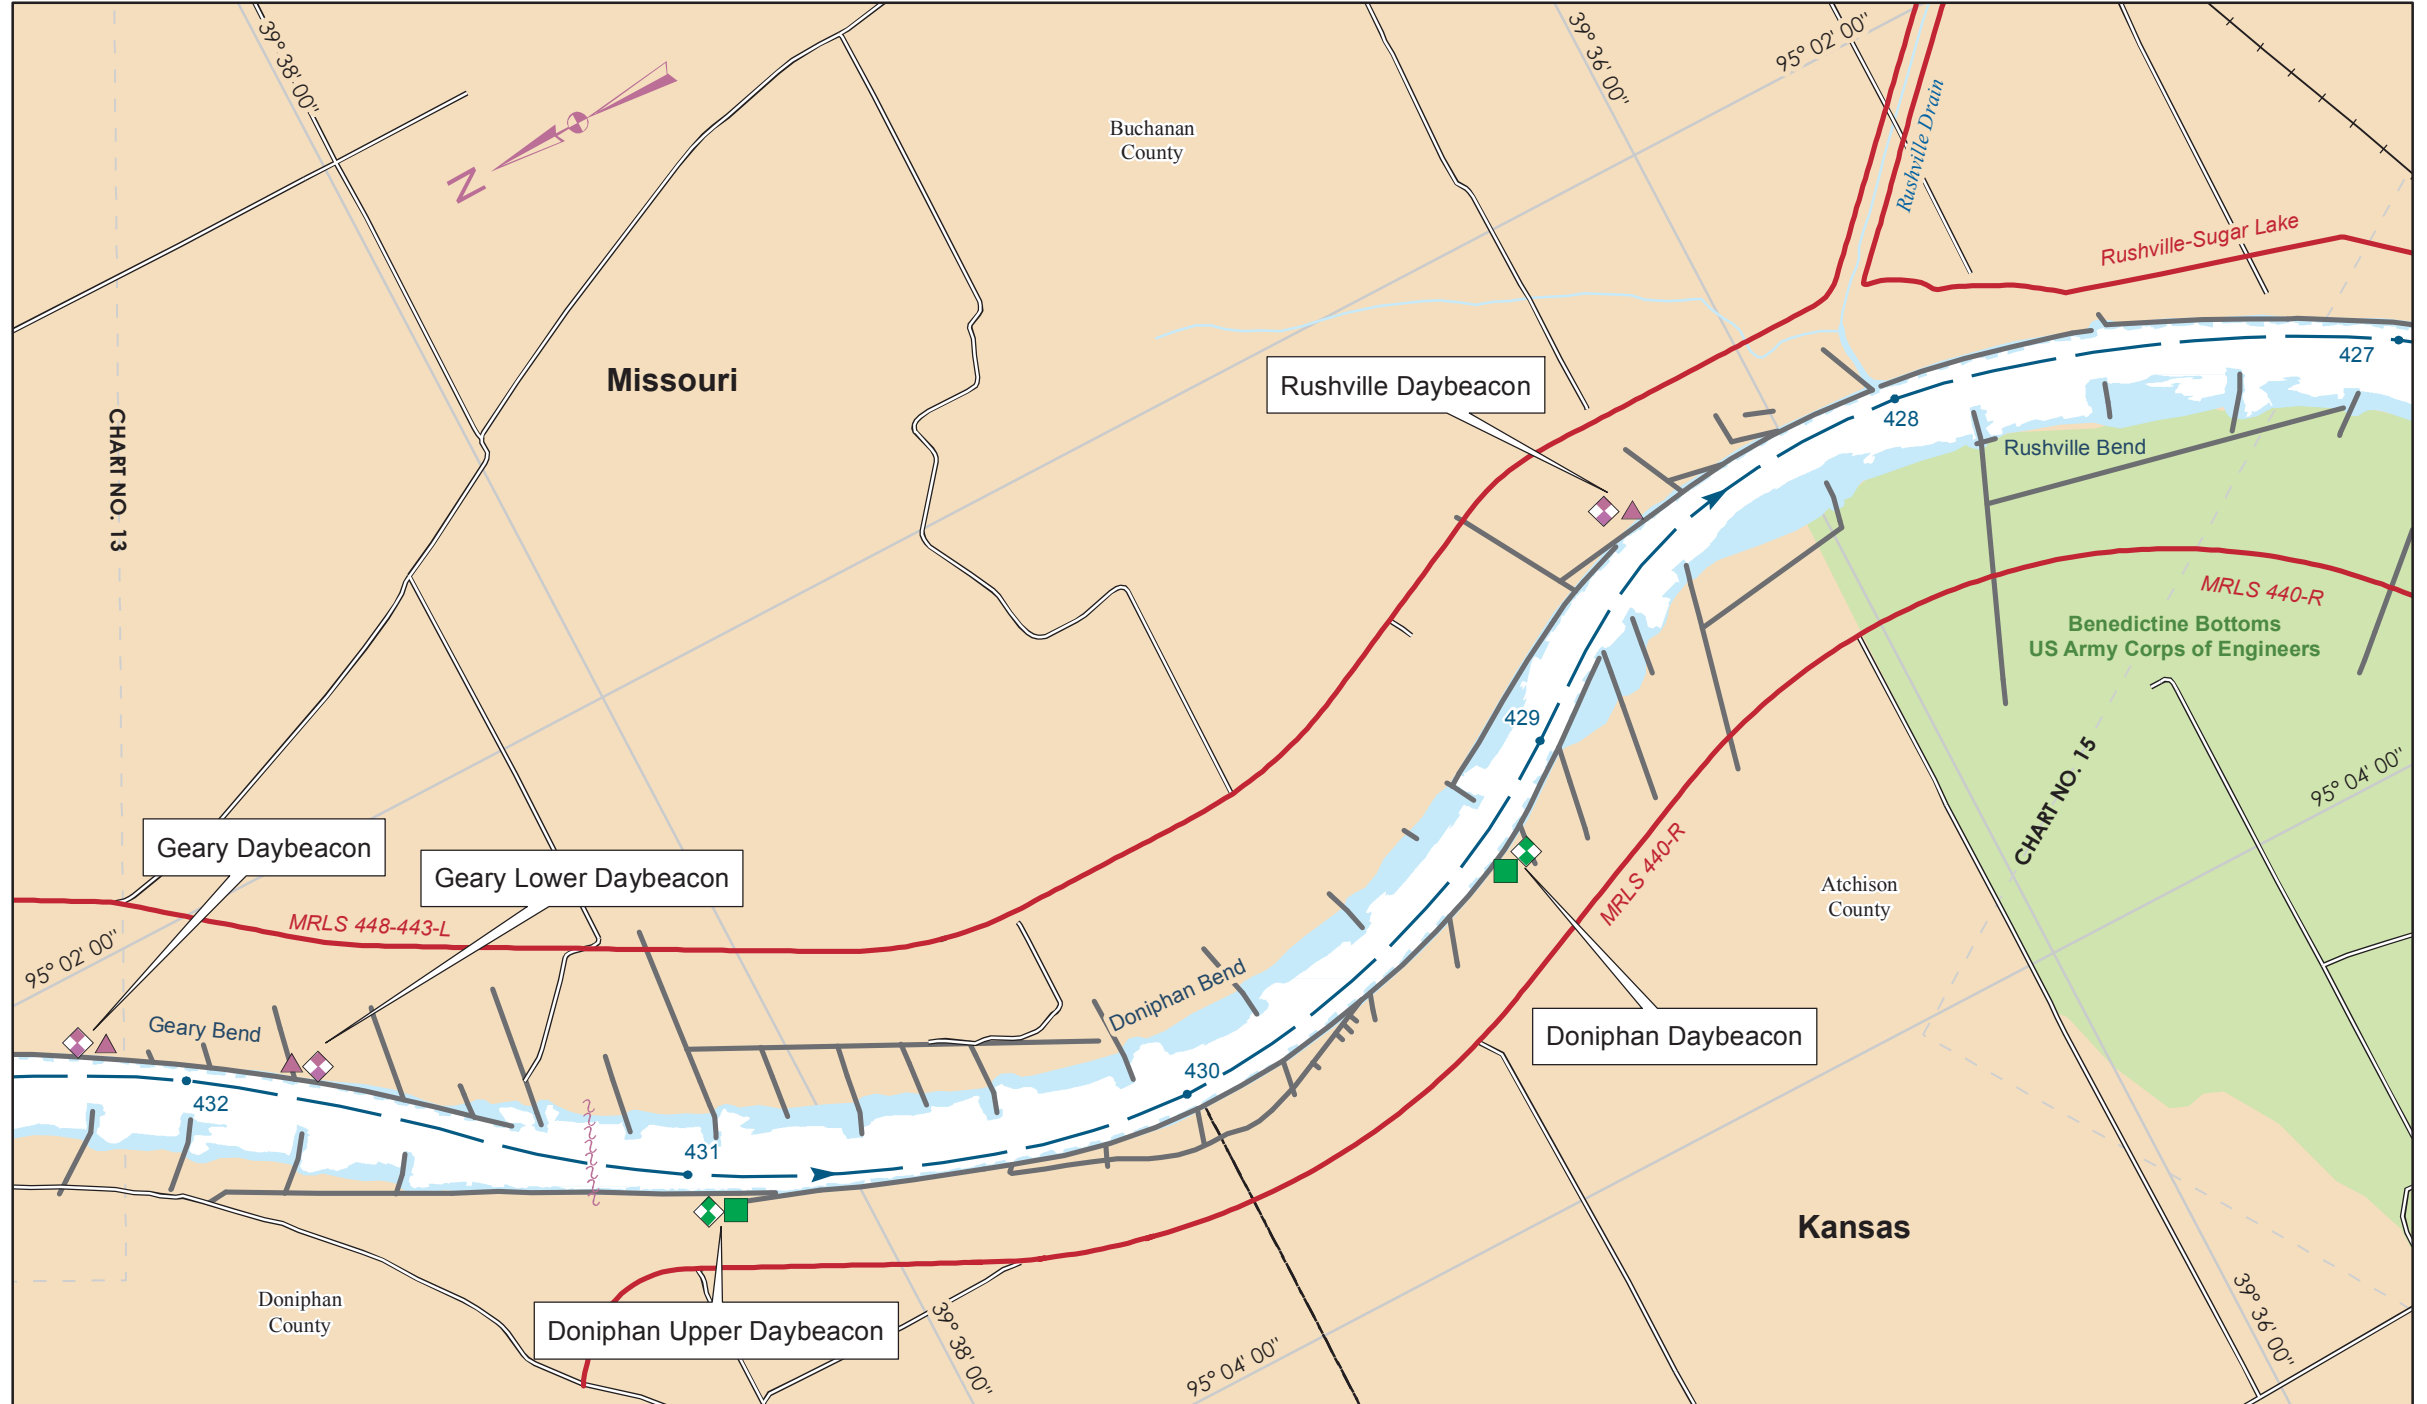 39° 38' 00"
39° 36' 00"
95° 02' 00"
Rushville Drain
N
Buchanan
County
Rushville-Sugar Lake
Missouri
Rushville Daybeacon
427
428
Rushville Bend
CHART NO. 13
MRLS 440-R
Benedictine Bottoms
US Army Corps of Engineers
429
95° 04' 00"
CHART NO. 15
Geary Daybeacon
Geary Lower Daybeacon
MRLS 440-R
Atchison
County
MRLS 448-443-L
95° 02' 00"
Doniphan Bend
Geary Bend
Doniphan Daybeacon
430
432
431
Kansas
Doniphan
County
Doniphan Upper Daybeacon
39° 38' 00"
95° 04' 00"
39° 36' 00"